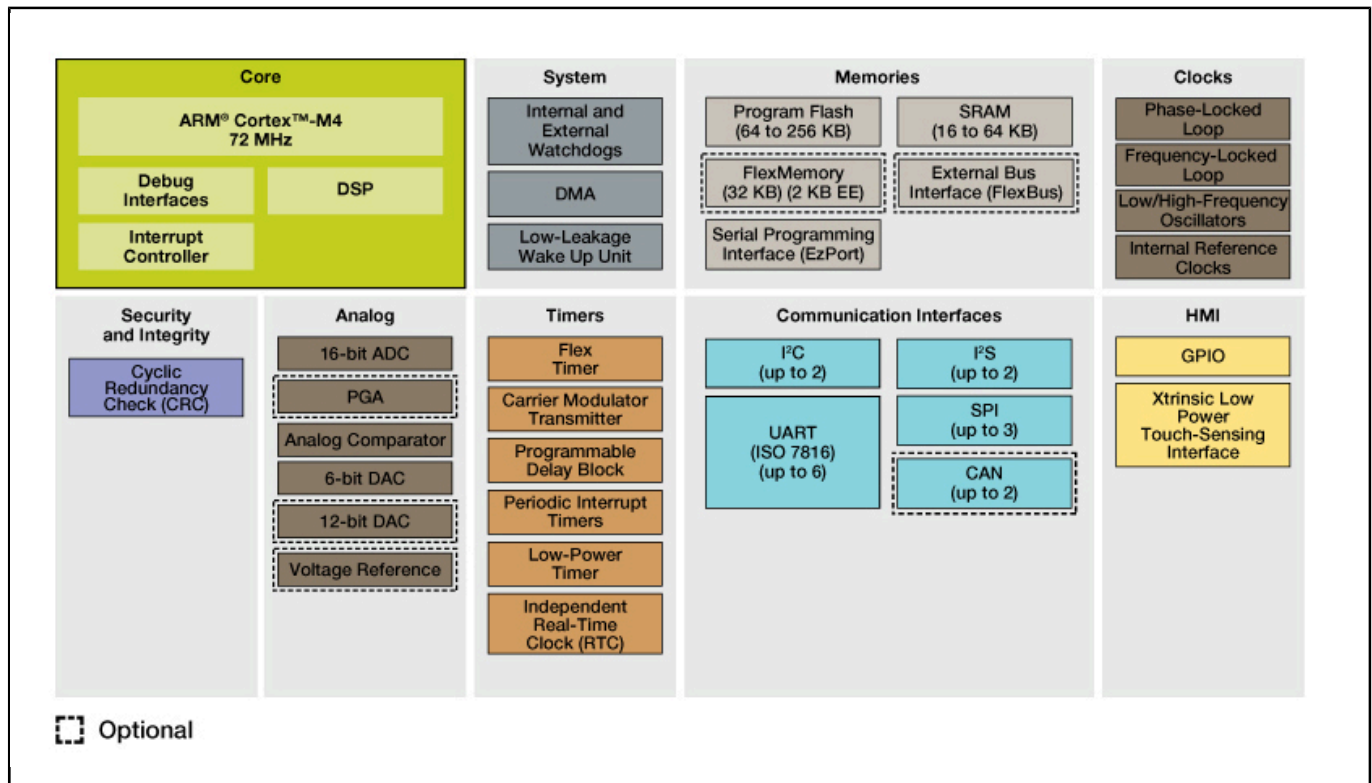 Core
ARM® Cortex™-M4
72 MHz
Debug
Interfaces
DSP
Interrupt
Controller
System
Internal and
External
Watchdogs
DMA
Low-Leakage
Wake Up Unit
Memories
Program Flash
(64 to 256 KB)
SRAM
(16 to 64 KB)
FlexMemory
(32 KB) (2 KB EE)
External Bus
Interface (FlexBus)
Serial Programming
Interface (EzPort)
Clocks
Phase-Locked
Loop
Frequency-Locked
Loop
Low/High-Frequency
Oscillators
Internal Reference
Clocks
Security
and Integrity
Cyclic
Redundancy
Check (CRC)
Analog
16-bit ADC
PGA
Analog Comparator
6-bit DAC
12-bit DAC
Voltage Reference
Timers
Flex
Timer
Carrier Modulator
Transmitter
Programmable
Delay Block
Periodic Interrupt
Timers
Low-Power
Timer
Independent
Real-Time
Clock (RTC)
Communication Interfaces
I²C
(up to 2)
I²S
(up to 2)
UART
(ISO 7816)
(up to 6)
SPI
(up to 3)
CAN
(up to 2)
HMI
GPIO
Xtrinsic Low
Power
Touch-Sensing
Interface
Optional